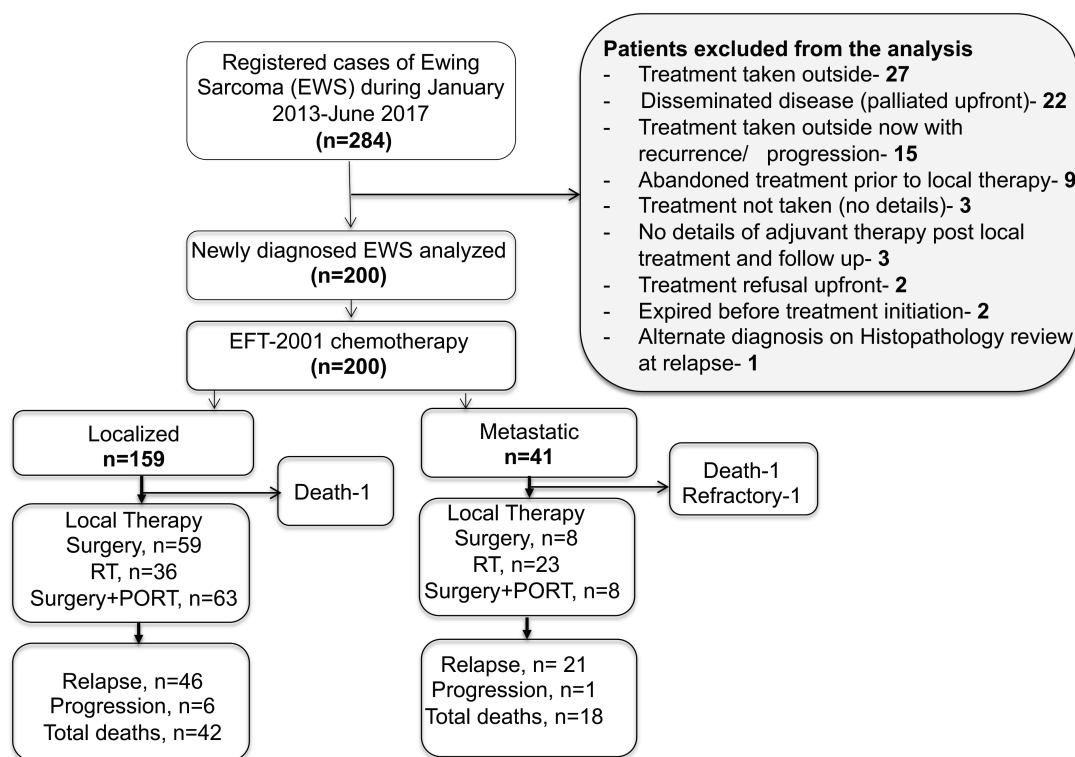 Registered cases of Ewing
Sarcoma (EWS) during January
2013-June 2017
(n=284)
Patients excluded from the analysis
- Treatment taken outside- 27
- Disseminated disease (palliated upfront)- 22
- Treatment taken outside now with
recurrence/ progression- 15
- Abandoned treatment prior to local therapy- 9
- Treatment not taken (no details)- 3
- No details of adjuvant therapy post local
treatment and follow up- 3
- Treatment refusal upfront- 2
- Expired before treatment initiation- 2
- Alternate diagnosis on Histopathology review
at relapse- 1
Newly diagnosed EWS analyzed
(n=200)
EFT-2001 chemotherapy
(n=200)
Localized
n=159
Death-1
Local Therapy
Surgery, n=59
RT, n=36
Surgery+PORT, n=63
Relapse, n=46
Progression, n=6
Total deaths, n=42
Metastatic
n=41
Death-1
Refractory-1
Local Therapy
Surgery, n=8
RT, n=23
Surgery+PORT, n=8
Relapse, n= 21
Progression, n=1
Total deaths, n=18